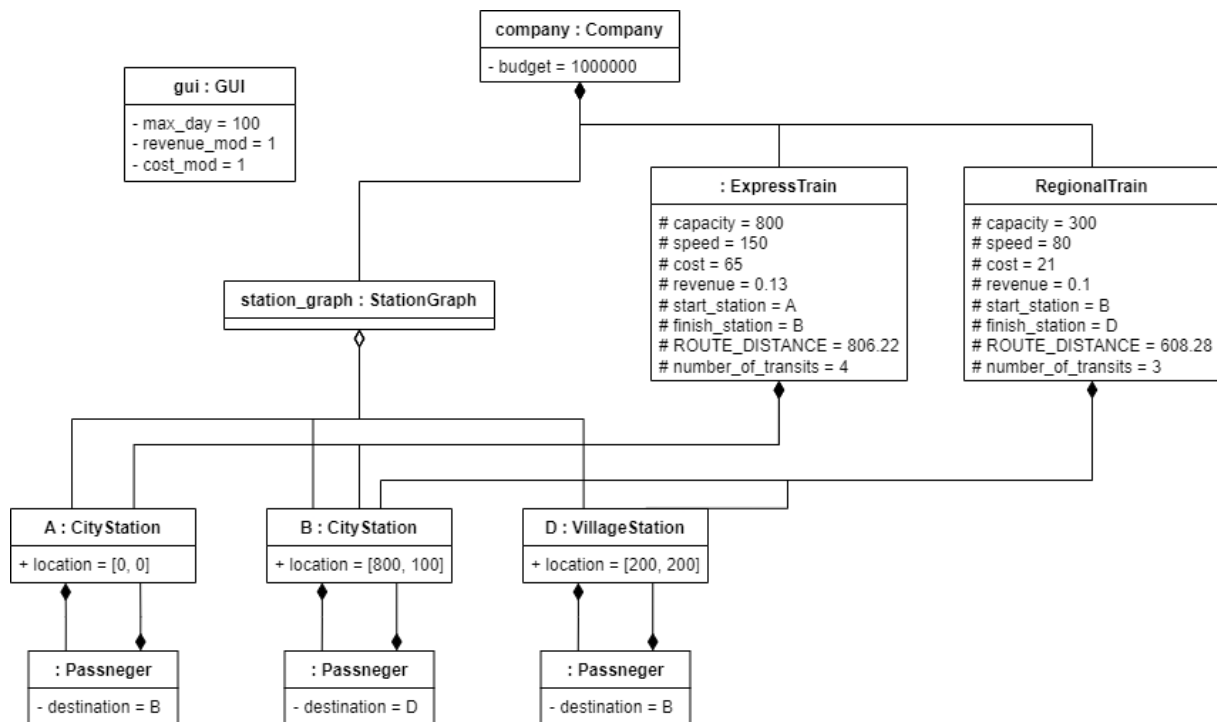 company : Company
- budget = 1000000
gui : GUI
- max_day = 100
- revenue_mod = 1
- cost_mod = 1
: ExpressTrain
# capacity = 800
# speed = 150
# cost = 65
# revenue = 0.13
# start_station = A
# finish_station = B
# ROUTE_DISTANCE = 806.22
# number_of_transits = 4
RegionalTrain
# capacity = 300
# speed = 80
# cost = 21
# revenue = 0.1
# start_station = B
# finish_station = D
# ROUTE_DISTANCE = 608.28
# number_of_transits = 3
station_graph : StationGraph
A : CityStation
+ location = [0, 0]
B : CityStation
+ location = [800, 100]
D : VillageStation
+ location = [200, 200]
: Passneger
- destination = B
: Passneger
- destination = D
: Passneger
- destination = B